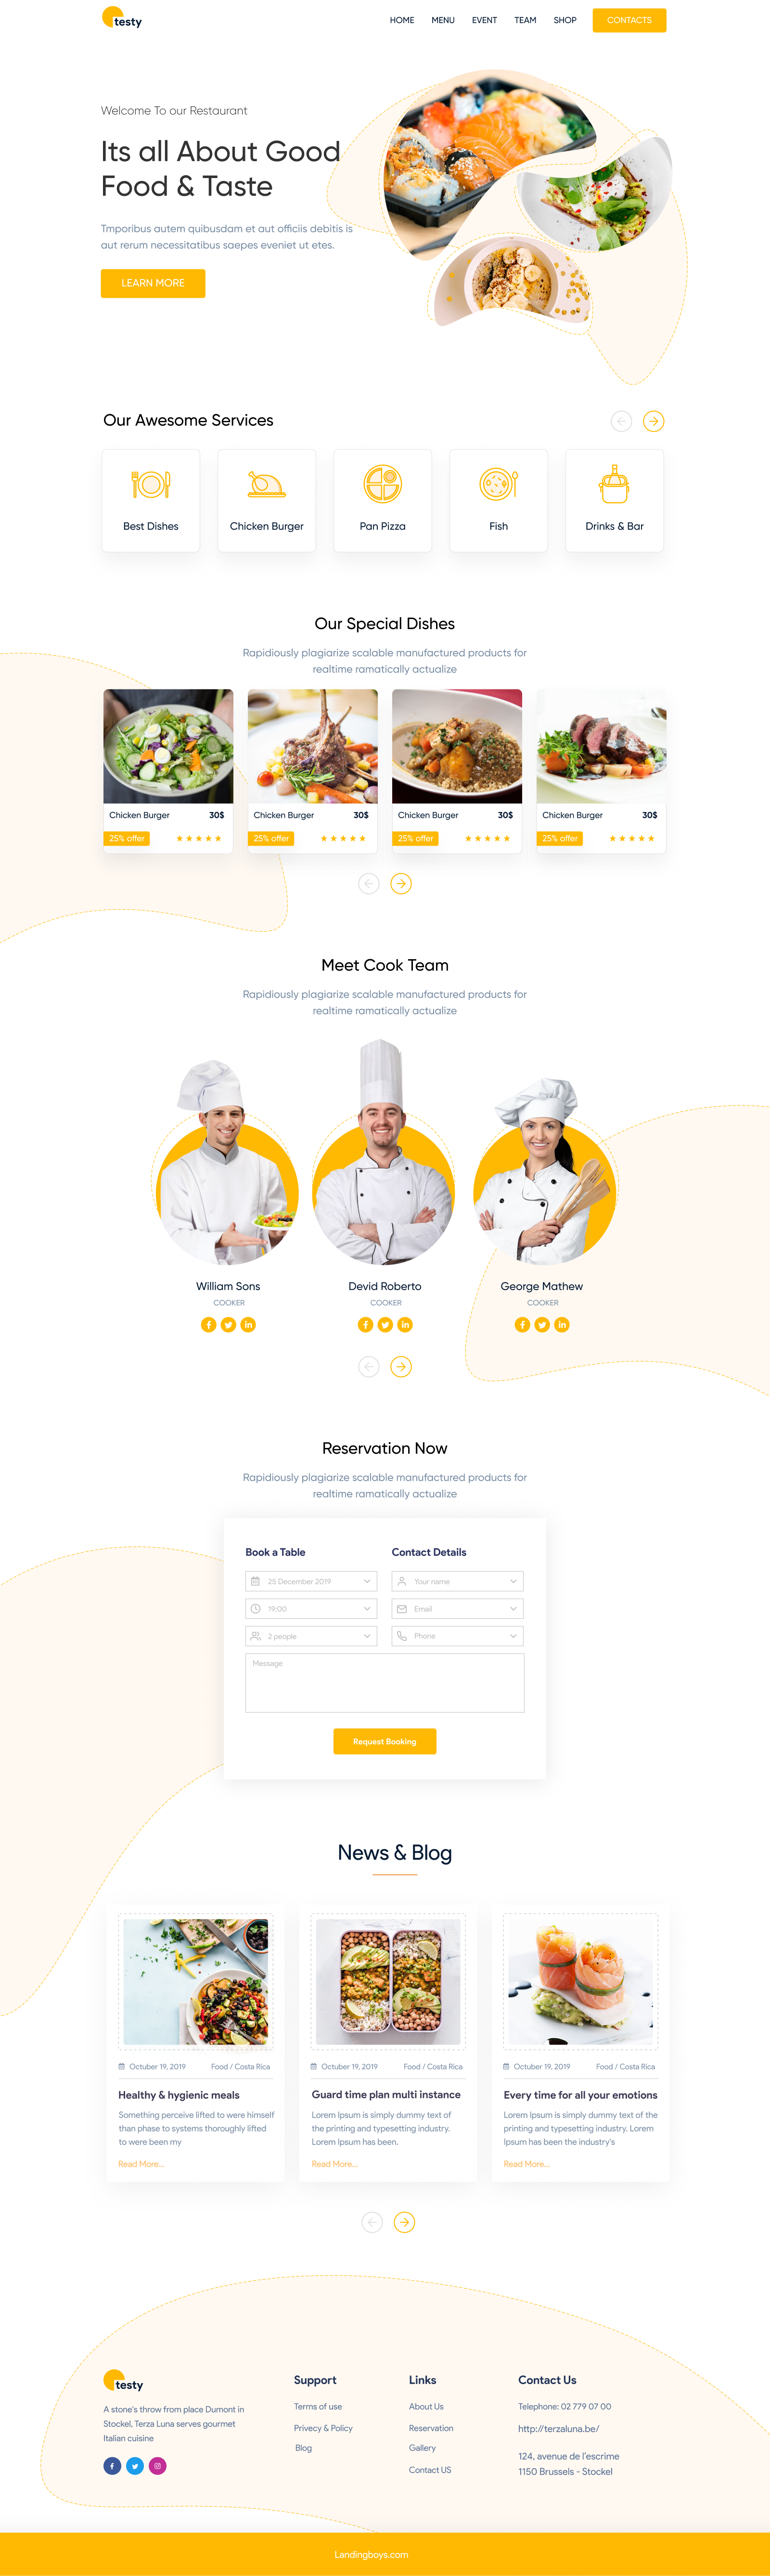 testy
HOME MENU EVENT TEAM SHOP CONTACTS
Welcome To our Restaurant
Its all About Good
Food & Taste
Tmporibus autem quibusdam et aut officiis debitis is
aut rerum necessitatibus saepes eveniet ut etes.
LEARN MORE
Our Awesome Services
Best Dishes Chicken Burger Pan Pizza Fish Drinks & Bar
Our Special Dishes
Rapidiously plagiarize scalable manufactured products for
realtime ramatically actualize
Chicken Burger 30$ Chicken Burger 30$ Chicken Burger 30$ Chicken Burger 30$
25% offer 25% offer 25% offer 25% offer
Meet Cook Team
Rapidiously plagiarize scalable manufactured products for
realtime ramatically actualize
William Sons Devid Roberto George Mathew
COOKER COOKER COOKER
Reservation Now
Rapidiously plagiarize scalable manufactured products for
realtime ramatically actualize
Book a Table Contact Details
25 December 2019 Your name
19:00 Email
2 people Phone
Message
Request Booking
News & Blog
Octuber 19, 2019 Food / Costa Rica
Healthy & hygienic meals
Something perceive lifted to were himself
than phase to systems thoroughly lifted
to were been my
Read More...
Octuber 19, 2019 Food / Costa Rica
Guard time plan multi instance
Lorem Ipsum is simply dummy text of
the printing and typesetting industry.
Lorem Ipsum has been.
Read More...
Octuber 19, 2019 Food / Costa Rica
Every time for all your emotions
Lorem Ipsum is simply dummy text of the
printing and typesetting industry. Lorem
Ipsum has been the industry's
Read More...
testy
A stone's throw from place Dumont in
Stockel, Terza Luna serves gourmet
Italian cuisine
Support
Terms of use
Privacy & Policy
Blog
Links
About Us
Reservation
Gallery
Contact US
Contact Us
Telephone: 02 779 07 00
http://terzaluna.be/
124, avenue de l'escrime
1150 Brussels - Stockel
Landingboys.com